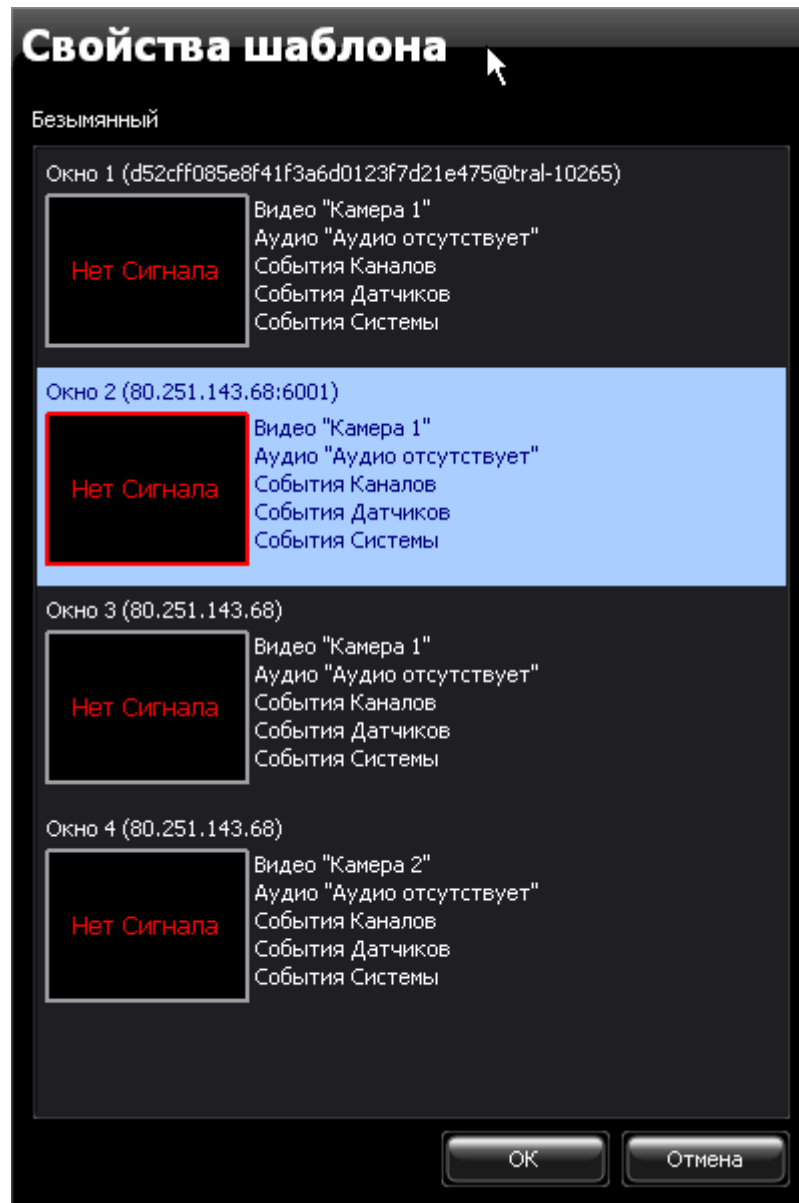 Свойства шаблона
Безымянный
Окно 1 (d52cff085e8f41f3a6d0123f7d21e475@tral-10265)
Нет Сигнала
Видео "Камера 1"
Аудио "Аудио отсутствует"
События Каналов
События Датчиков
События Системы
Окно 2 (80.251.143.68:6001)
Нет Сигнала
Видео "Камера 1"
Аудио "Аудио отсутствует"
События Каналов
События Датчиков
События Системы
Окно 3 (80.251.143.68)
Нет Сигнала
Видео "Камера 1"
Аудио "Аудио отсутствует"
События Каналов
События Датчиков
События Системы
Окно 4 (80.251.143.68)
Нет Сигнала
Видео "Камера 2"
Аудио "Аудио отсутствует"
События Каналов
События Датчиков
События Системы
ОК
Отмена